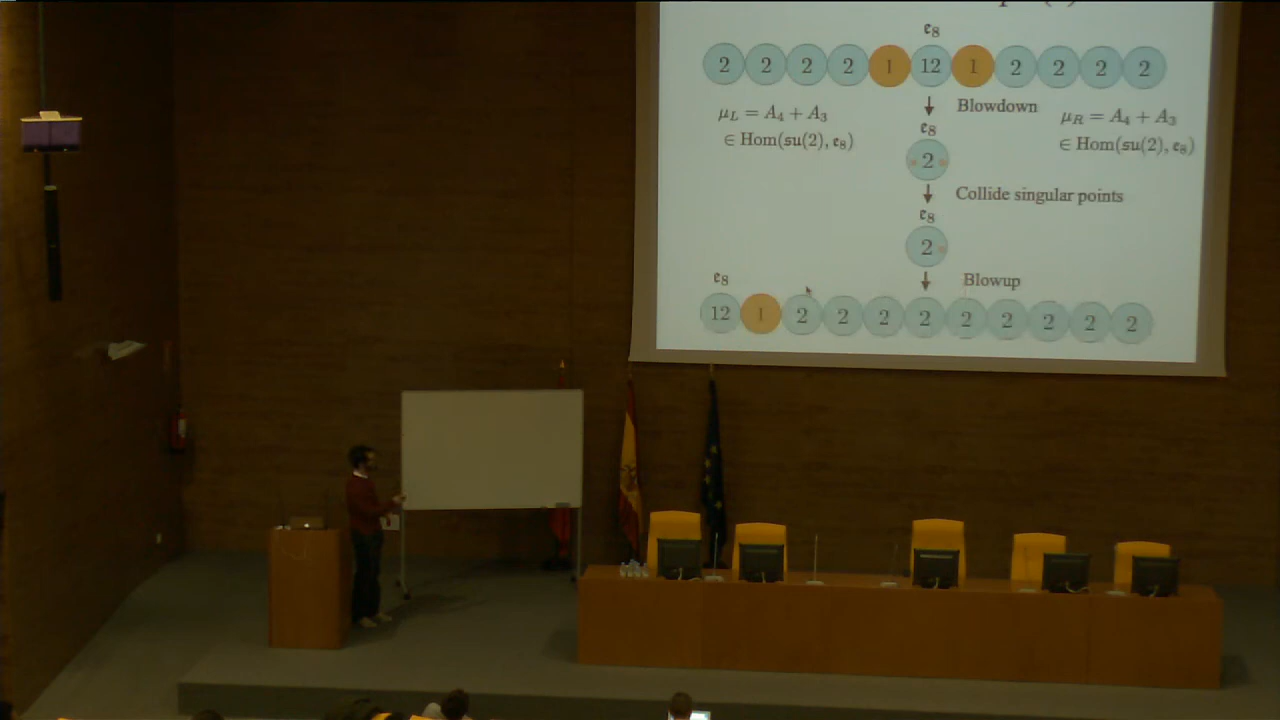 𝔢₈
2 2 2 2 1 12 1 2 2 2 2
μ_L = A₄ + A₃
∈ Hom(𝔰𝔲(2), 𝔢₈)
Blowdown
μ_R = A₄ + A₃
∈ Hom(𝔰𝔲(2), 𝔢₈)
𝔢₈
2
Collide singular points
𝔢₈
2
Blowup
𝔢₈
12 1 2 2 2 2 2 2 2 2 2